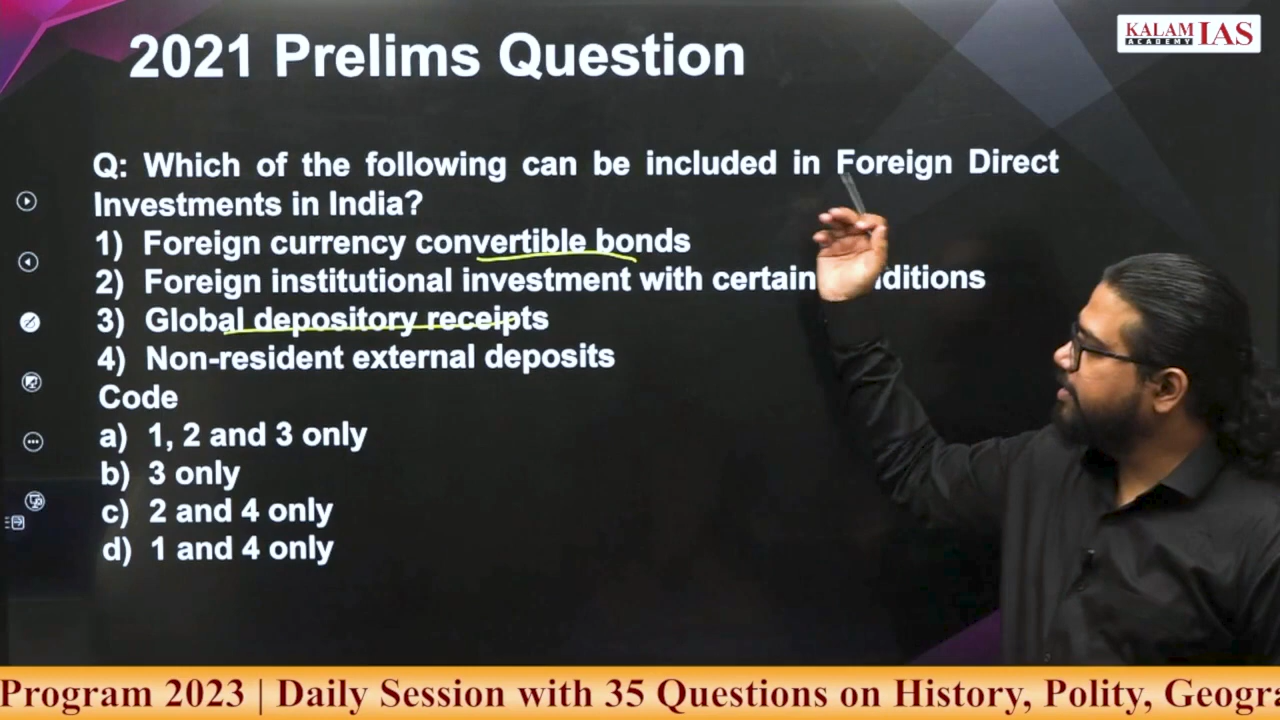 2021 Prelims Question
KALAM IAS
ACADEMY
Q: Which of the following can be included in Foreign Direct
Investments in India?
1) Foreign currency convertible bonds
2) Foreign institutional investment with certain ditions
3) Global depository receipts
4) Non-resident external deposits
Code
a) 1, 2 and 3 only
b) 3 only
c) 2 and 4 only
d) 1 and 4 only
Program 2023 | Daily Session with 35 Questions on History, Polity, Geogra